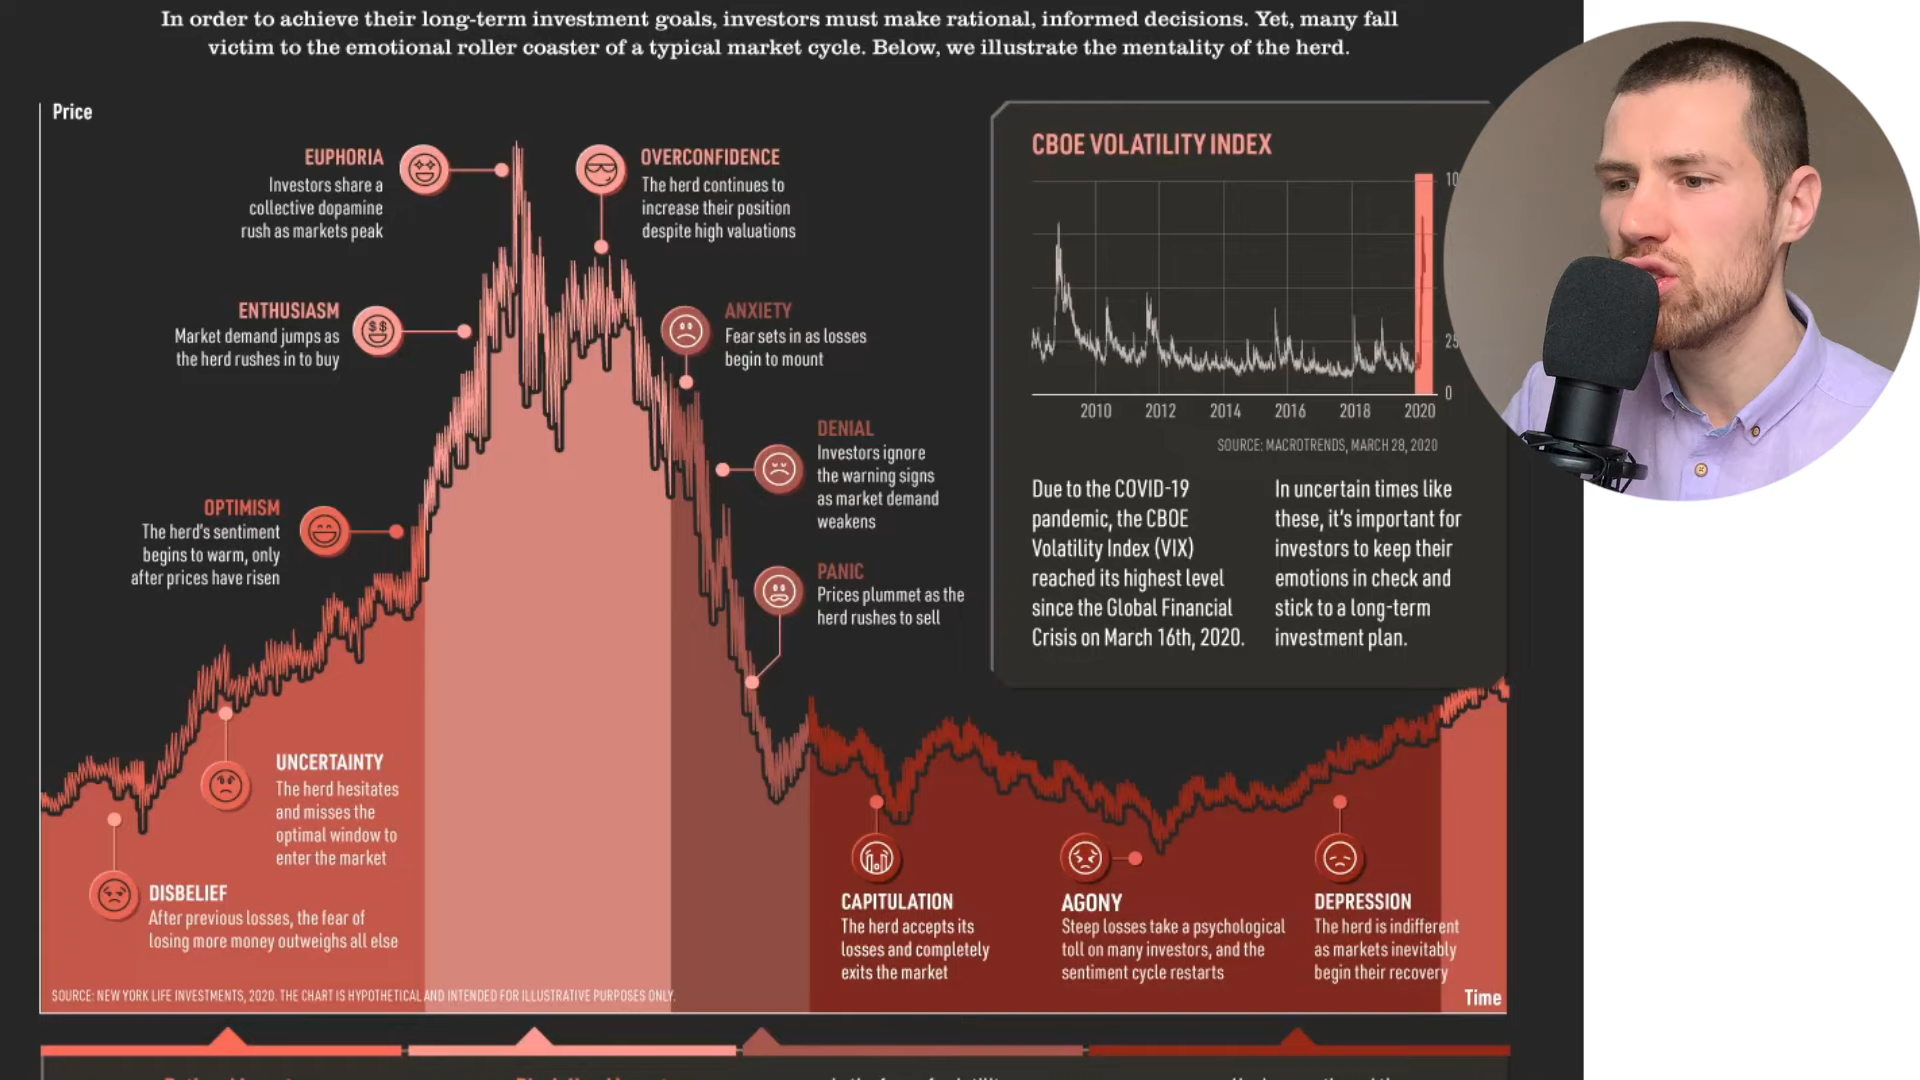 In order to achieve their long-term investment goals, investors must make rational, informed decisions. Yet, many fall
victim to the emotional roller coaster of a typical market cycle. Below, we illustrate the mentality of the herd.
Price
EUPHORIA
Investors share a
collective dopamine
rush as markets peak
OVERCONFIDENCE
The herd continues to
increase their position
despite high valuations
ENTHUSIASM
Market demand jumps as
the herd rushes in to buy
ANXIETY
Fear sets in as losses
begin to mount
DENIAL
Investors ignore
the warning signs
as market demand
weakens
OPTIMISM
The herd's sentiment
begins to warm, only
after prices have risen
PANIC
Prices plummet as the
herd rushes to sell
UNCERTAINTY
The herd hesitates
and misses the
optimal window to
enter the market
DISBELIEF
After previous losses, the fear of
losing more money outweighs all else
CAPITULATION
The herd accepts its
losses and completely
exits the market
AGONY
Steep losses take a psychological
toll on many investors, and the
sentiment cycle restarts
DEPRESSION
The herd is indifferent
as markets inevitably
begin their recovery
SOURCE: NEW YORK LIFE INVESTMENTS, 2020. THE CHART IS HYPOTHETICAL AND INTENDED FOR ILLUSTRATIVE PURPOSES ONLY.
Time
CBOE VOLATILITY INDEX
25
0
2010 2012 2014 2016 2018 2020
SOURCE: MACROTRENDS, MARCH 28, 2020
Due to the COVID-19
pandemic, the CBOE
Volatility Index (VIX)
reached its highest level
since the Global Financial
Crisis on March 16th, 2020.
In uncertain times like
these, it's important for
investors to keep their
emotions in check and
stick to a long-term
investment plan.